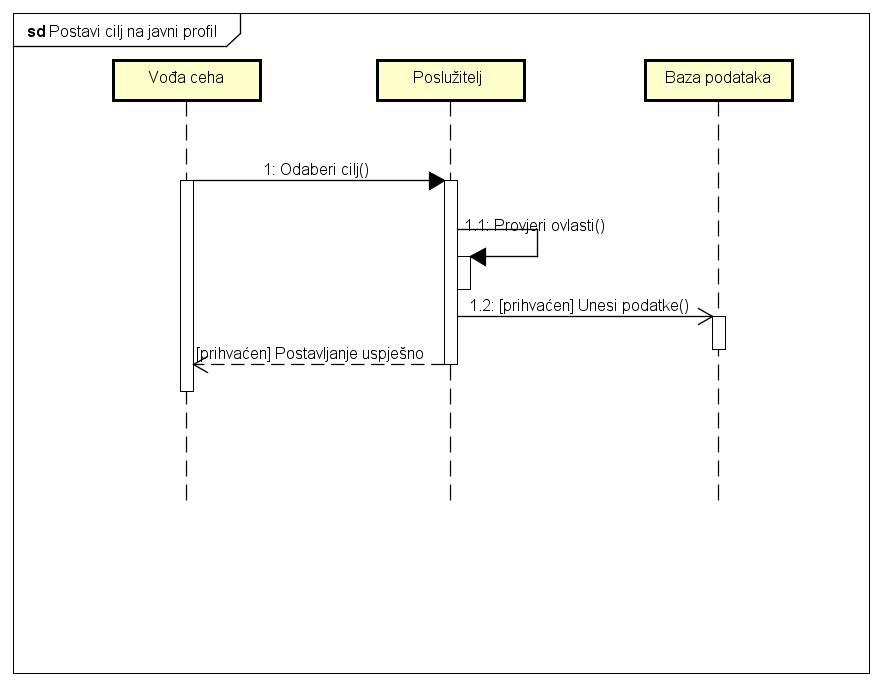 sd Postavi cilj na javni profil
Vođa ceha
Poslužitelj
Baza podataka
1: Odaberi cilj()
1.1: Provjeri ovlasti()
1.2: [prihvaćen] Unesi podatke()
[prihvaćen] Postavljanje uspješno